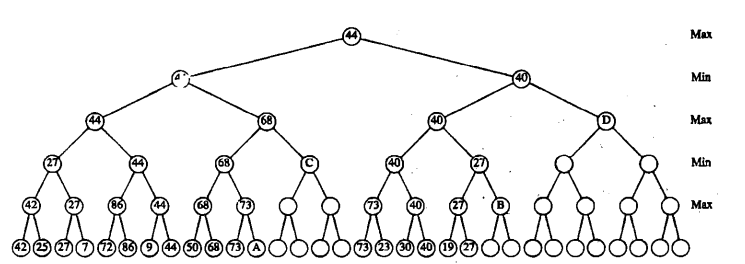 44 Max
40 Min
44 68 40 D Max
27 44 68 C 40 27 Min
42 27 86 44 68 73 73 40 27 B Max
42 25 27 7 72 86 9 44 50 68 73 A 73 23 30 40 19 27